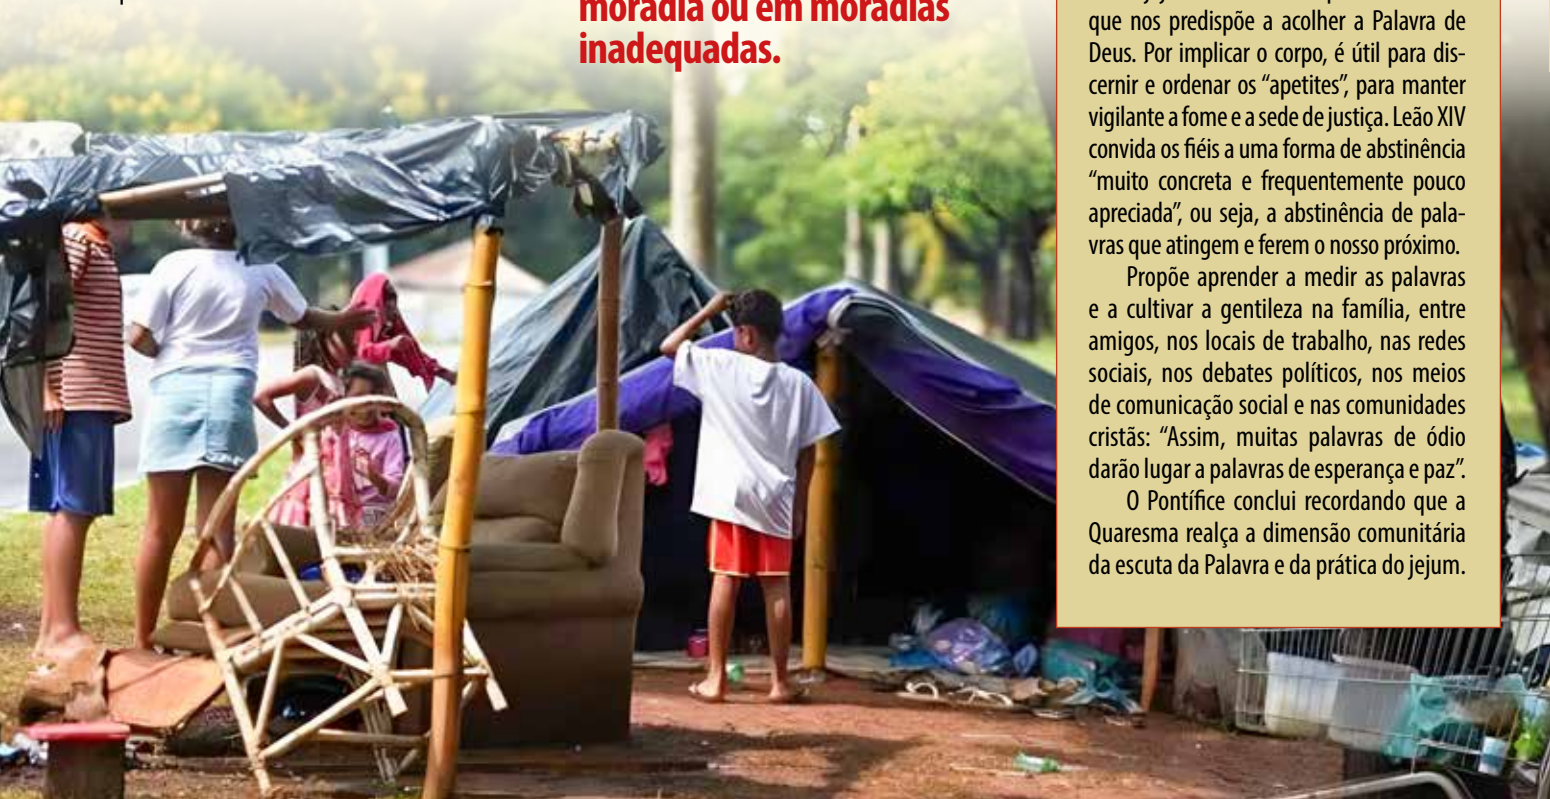 moradia ou em moradias
inadequadas.
que nos predispõe a acolher a Palavra de
Deus. Por implicar o corpo, é útil para dis-
cernir e ordenar os “apetites”, para manter
vigilante a fome e a sede de justiça. Leão XIV
convida os fiéis a uma forma de abstinência
“muito concreta e frequentemente pouco
apreciada”, ou seja, a abstinência de pala-
vras que atingem e ferem o nosso próximo.
Propõe aprender a medir as palavras
e a cultivar a gentileza na família, entre
amigos, nos locais de trabalho, nas redes
sociais, nos debates políticos, nos meios
de comunicação social e nas comunidades
cristãs: “Assim, muitas palavras de ódio
darão lugar a palavras de esperança e paz”.
O Pontífice conclui recordando que a
Quaresma realça a dimensão comunitária
da escuta da Palavra e da prática do jejum.